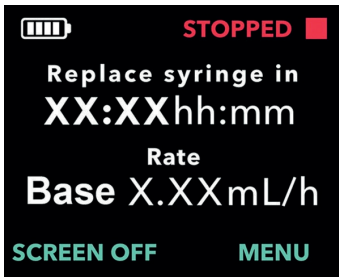 STOPPED
Replace syringe in
XX:XXhh:mm
Rate
Base X.XXmL/h
SCREEN OFF MENU